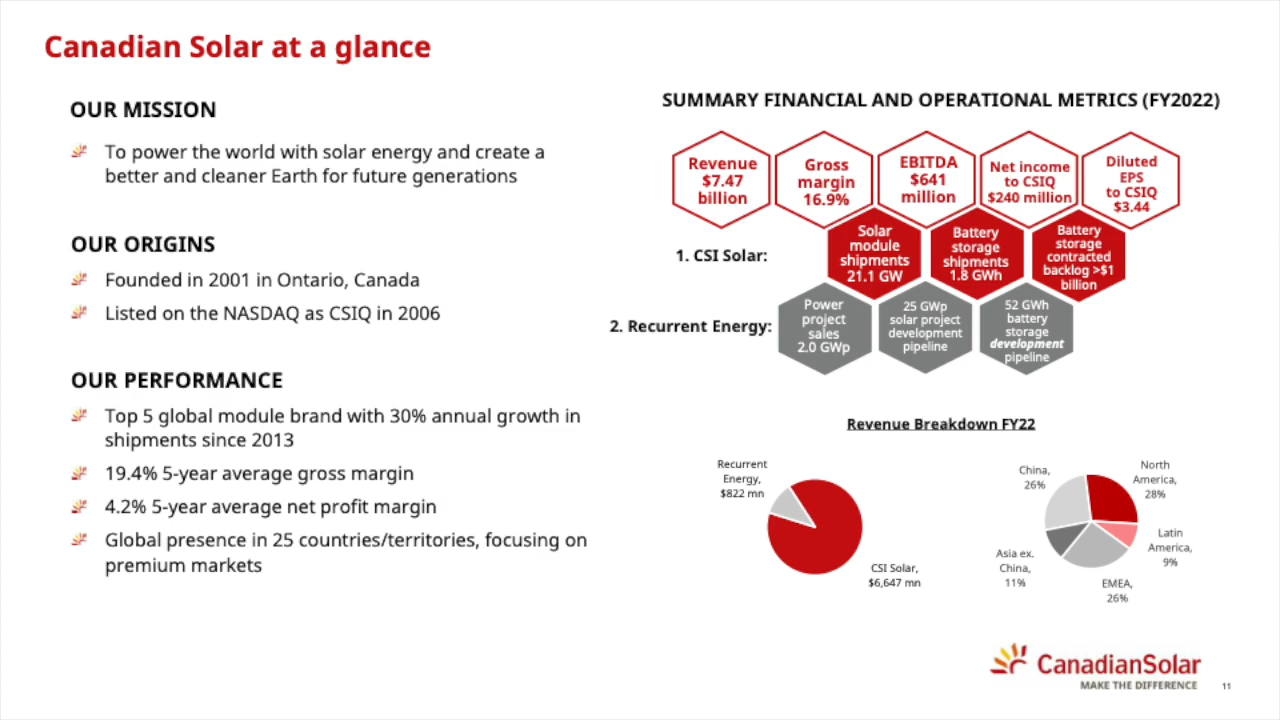 Canadian Solar at a glance
OUR MISSION
To power the world with solar energy and create a
better and cleaner Earth for future generations
OUR ORIGINS
Founded in 2001 in Ontario, Canada
Listed on the NASDAQ as CSIQ in 2006
OUR PERFORMANCE
Top 5 global module brand with 30% annual growth in
shipments since 2013
19.4% 5-year average gross margin
4.2% 5-year average net profit margin
Global presence in 25 countries/territories, focusing on
premium markets
SUMMARY FINANCIAL AND OPERATIONAL METRICS (FY2022)
Revenue
$7.47
billion
Gross
margin
16.9%
EBITDA
$641
million
Net income
to CSIQ
$240 million
Diluted
EPS
to CSIQ
$3.44
1. CSI Solar:
Solar
module
shipments
21.1 GW
Battery
storage
shipments
1.8 GWh
Battery
storage
contracted
backlog >$1
billion
2. Recurrent Energy:
Power
project
sales
2.0 GWp
25 GWp
solar project
development
pipeline
52 GWh
battery
storage
development
pipeline
Revenue Breakdown FY22
Recurrent
Energy,
$822 mn
CSI Solar,
$6,647 mn
China,
26%
North
America,
28%
Latin
America,
9%
Asia ex.
China,
11%
EMEA,
26%
CanadianSolar
MAKE THE DIFFERENCE
11